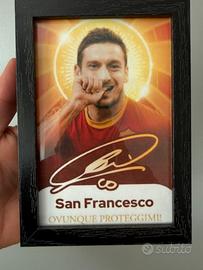 San Francesco
OVUNQUE PROTEGGIMI!
subito